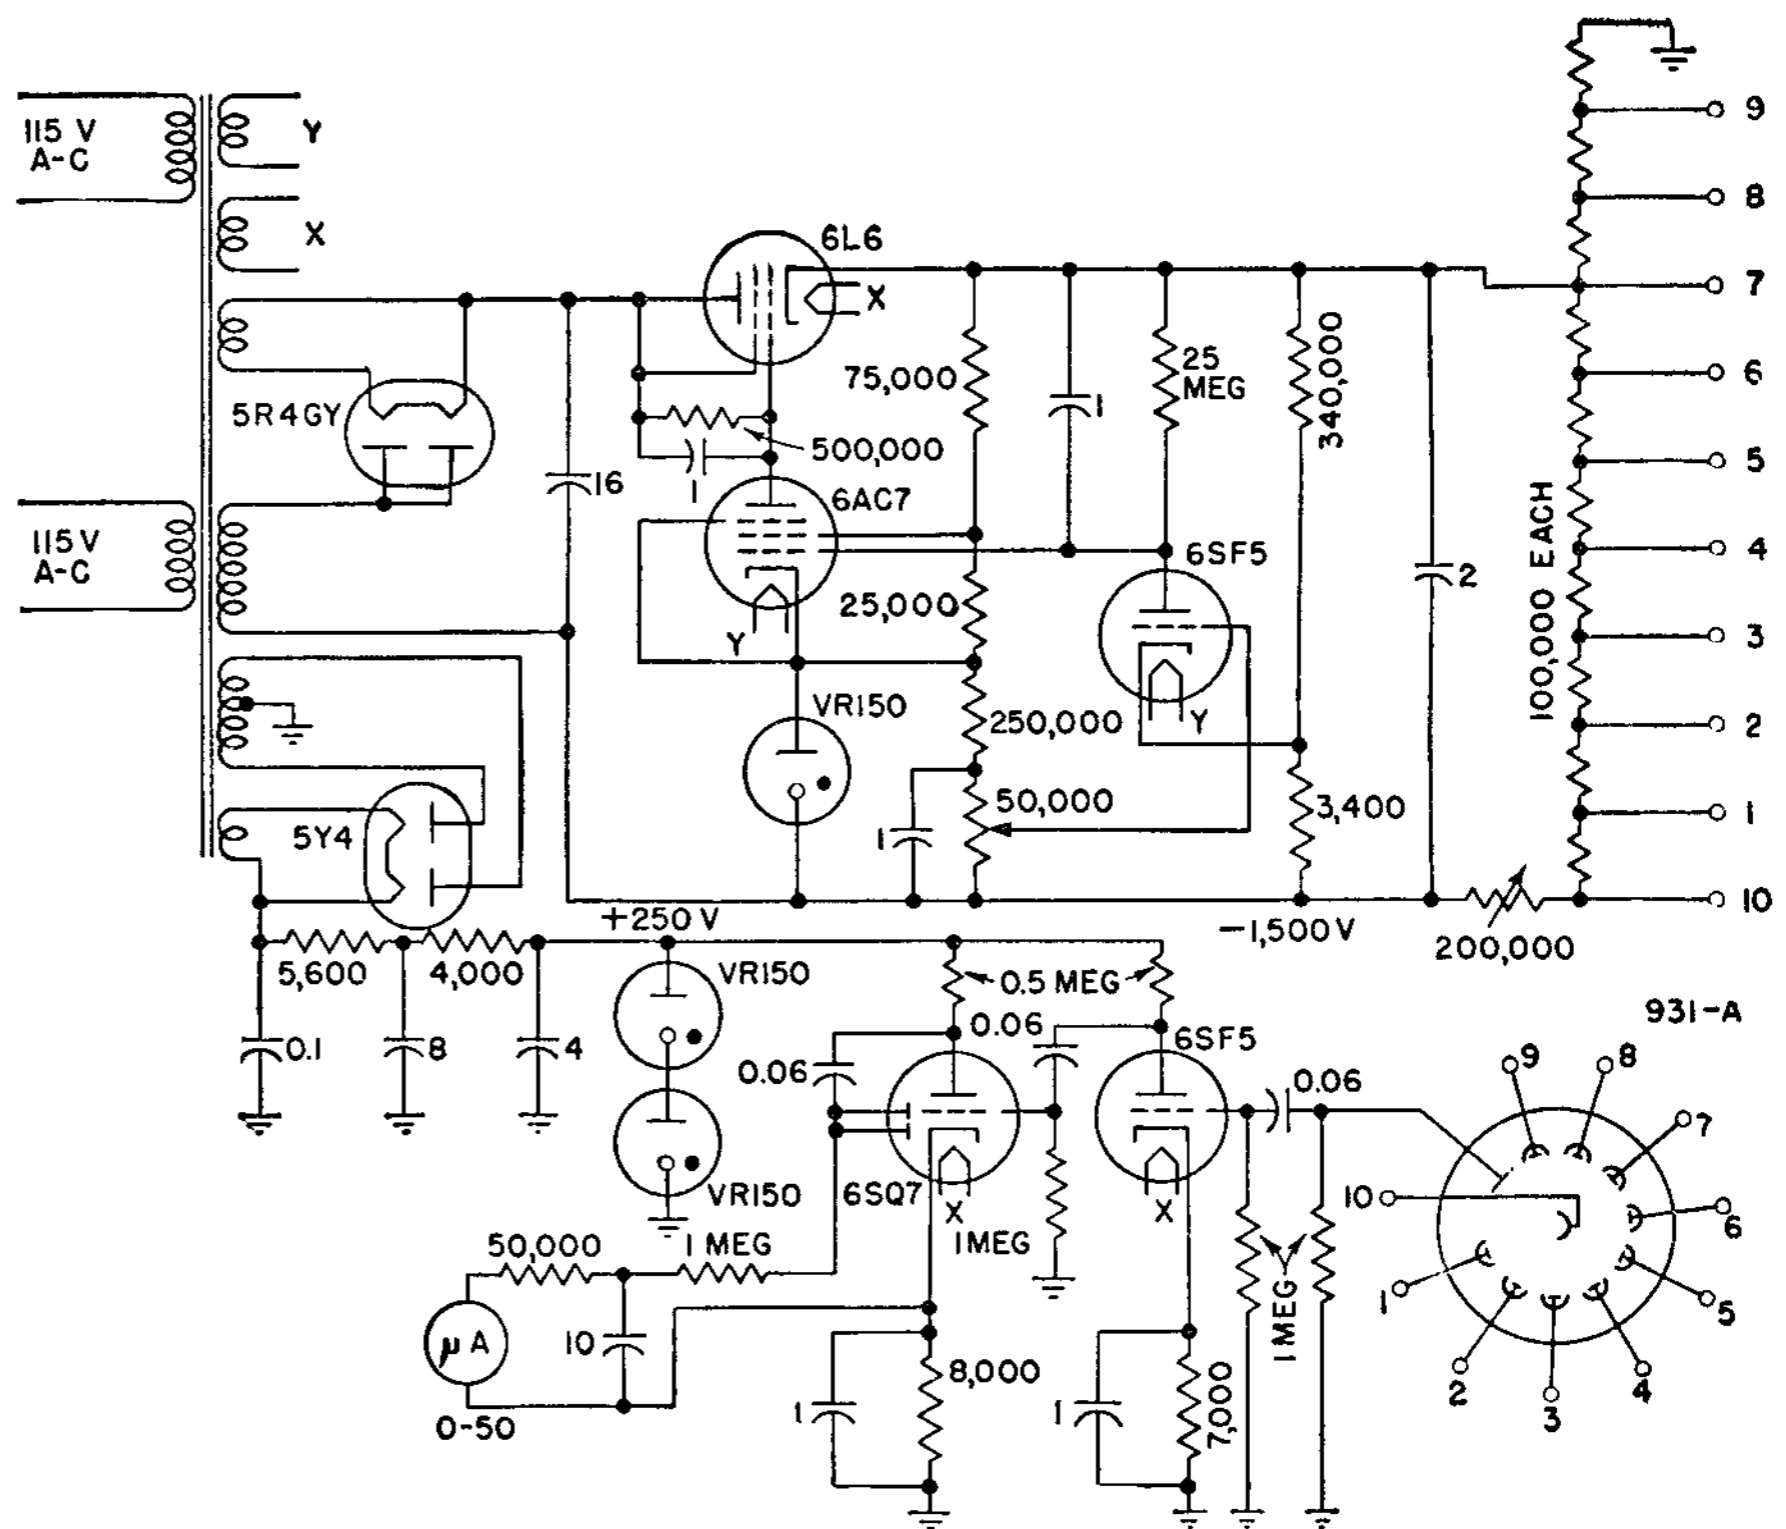 115 V
A-C
Y
X
5R4GY
115 V
A-C
5Y4
16
6L6
X
500,000
1
6AC7
Y
VR150
75,000
25,000
250,000
50,000
1
1
25
MEG
6SF5
Y
340,000
3,400
2
-1,500 V
200,000
100,000 EACH
9
8
7
6
5
4
3
2
1
10
+250 V
5,600
4,000
0.1
8
4
VR150
VR150
0.5 MEG
0.06
0.06
6SQ7
X
1 MEG
6SF5
X
0.06
1 MEG
50,000
1 MEG
μA
0-50
10
1
8,000
1
7,000
931-A
9
8
7
6
5
4
3
2
1
10